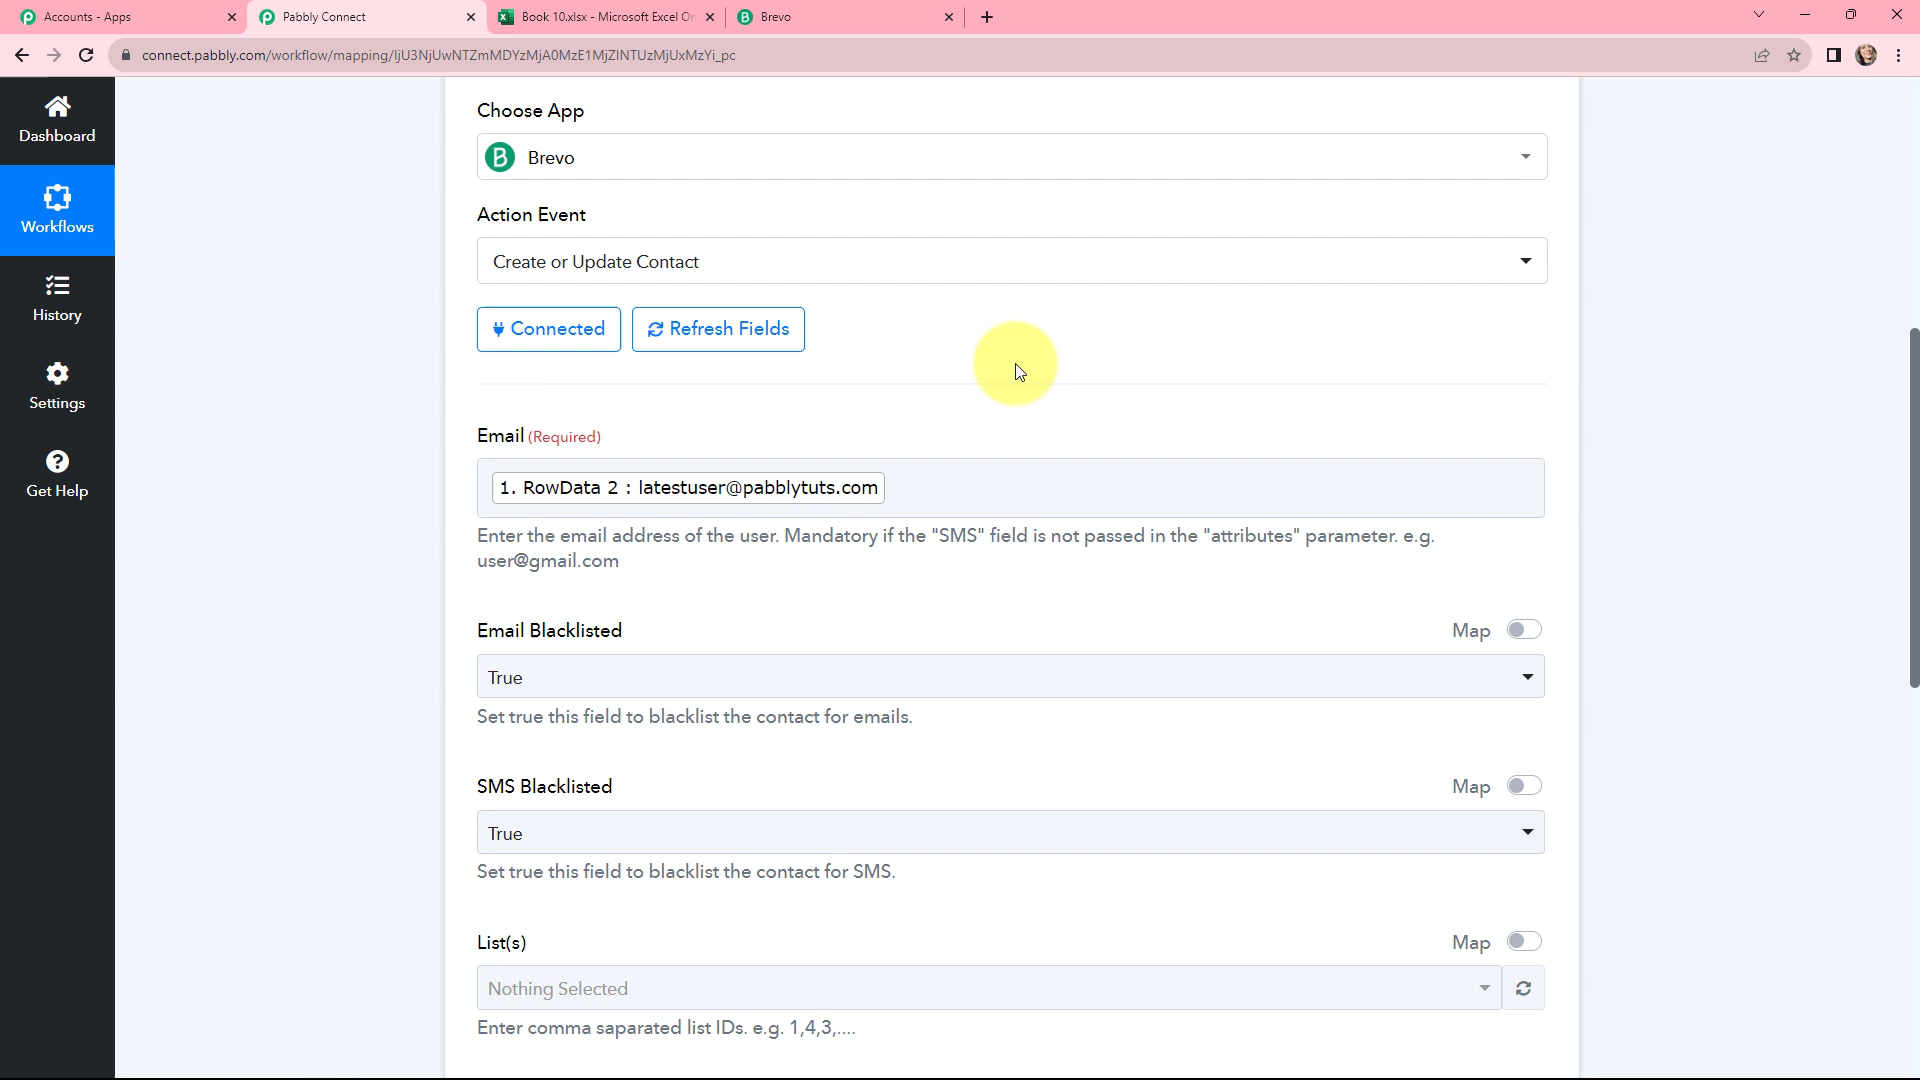 Accounts - Apps
Pabbly Connect
Book 10.xlsx - Microsoft Excel On
Brevo
connect.pabbly.com/workflow/mapping/IjU3NjUwNTZmMDYzMjA0MzE1MjZlNTUzMjUxMzYi_pc
Dashboard
Workflows
History
Settings
Get Help
Choose App
B Brevo
Action Event
Create or Update Contact
Connected
Refresh Fields
Email (Required)
1. RowData 2 : latestuser@pabblytuts.com
Enter the email address of the user. Mandatory if the "SMS" field is not passed in the "attributes" parameter. e.g.
user@gmail.com
Email Blacklisted
Map
True
Set true this field to blacklist the contact for emails.
SMS Blacklisted
Map
True
Set true this field to blacklist the contact for SMS.
List(s)
Map
Nothing Selected
Enter comma saparated list IDs. e.g. 1,4,3,....